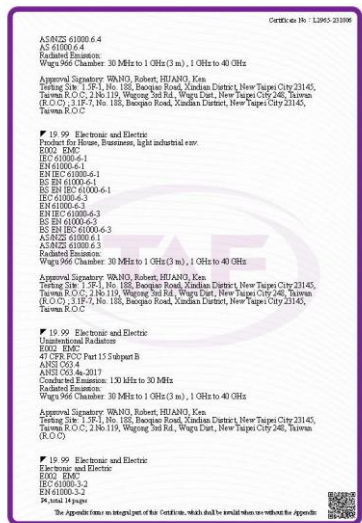 Certificate No : L2965-231006
AS/NZS 61000.6.4
AS 61000.6.4
Radiated Emission:
Wugu 966 Chamber: 30 MHz to 1 GHz (3 m) , 1 GHz to 40 GHz
Approval Signatory: WANG, Robert; HUANG, Ken
Testing Site: 1.5F-1, No. 188, Baoqiao Road, Xindian District, New Taipei City 23145,
Taiwan R.O.C; 2.No.119, Wugong 3rd Rd., Wugu Dist., New Taipei City 248, Taiwan
(R.O.C) ; 3.1F-7, No. 188, Baoqiao Road, Xindian District, New Taipei City 23145,
Taiwan R.O.C
19. 99 Electronic and Electric
Product for House, Bussiness, light industrial env.
E002 EMC
IEC 61000-6-1
EN 61000-6-1
EN IEC 61000-6-1
BS EN 61000-6-1
BS EN IEC 61000-6-1
IEC 61000-6-3
EN 61000-6-3
EN IEC 61000-6-3
BS EN 61000-6-3
BS EN IEC 61000-6-3
AS/NZS 61000.6.1
AS/NZS 61000.6.3
Radiated Emission:
Wugu 966 Chamber: 30 MHz to 1 GHz (3 m) , 1 GHz to 40 GHz
Approval Signatory: WANG, Robert; HUANG, Ken
Testing Site: 1.5F-1, No. 188, Baoqiao Road, Xindian District, New Taipei City 23145,
Taiwan R.O.C; 2.No.119, Wugong 3rd Rd., Wugu Dist., New Taipei City 248, Taiwan
(R.O.C) ; 3.1F-7, No. 188, Baoqiao Road, Xindian District, New Taipei City 23145,
Taiwan R.O.C
TAF
19. 99 Electronic and Electric
Unintentional Radiators
E002 EMC
47 CFR FCC Part 15 Subpart B
ANSI C63.4
ANSI C63.4a-2017
Conducted Emission: 150 kHz to 30 MHz
Radiated Emission:
Wugu 966 Chamber: 30 MHz to 1 GHz (3 m) , 1 GHz to 40 GHz
Approval Signatory: WANG, Robert; HUANG, Ken
Testing Site: 1.5F-1, No. 188, Baoqiao Road, Xindian District, New Taipei City 23145,
Taiwan R.O.C; 2.No.119, Wugong 3rd Rd., Wugu Dist., New Taipei City 248, Taiwan
(R.O.C)
19. 99 Electronic and Electric
Electronic and Electric
E002 EMC
IEC 61000-3-2
EN 61000-3-2
total 14 pages
The Appendix forms an integral part of this Certificate, which shall be invalid when use without the Appendix